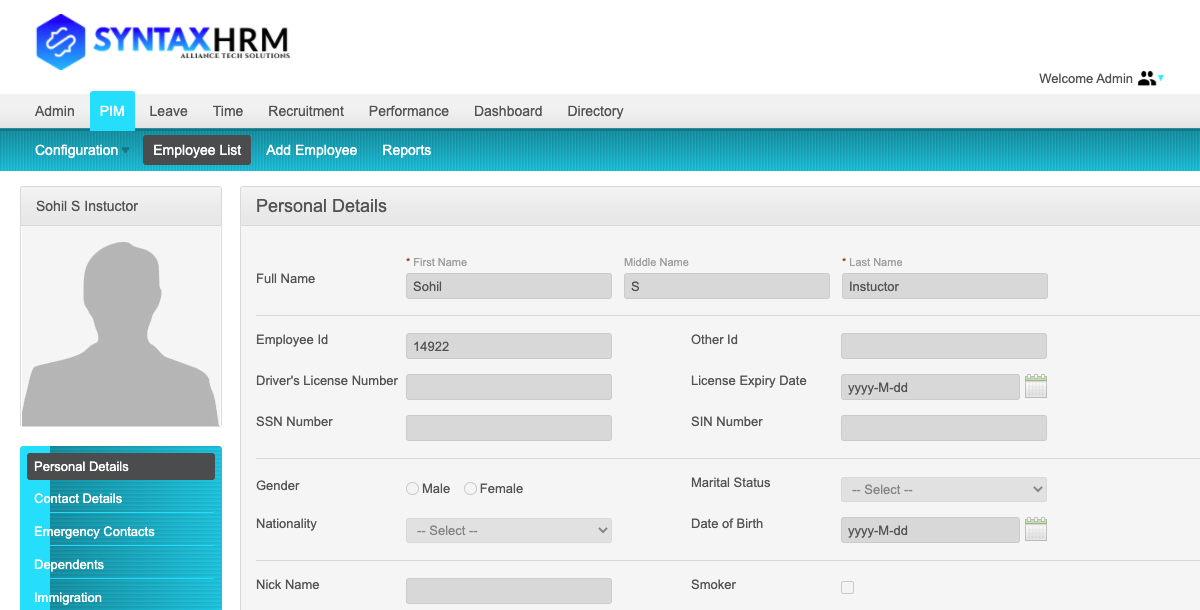 SYNTAXHRM
ALLIANCE TECH SOLUTIONS
Welcome Admin
Admin PIM Leave Time Recruitment Performance Dashboard Directory
Configuration Employee List Add Employee Reports
Sohil S Instuctor
Personal Details
Contact Details
Emergency Contacts
Dependents
Immigration
Personal Details
* First Name Middle Name * Last Name
Full Name Sohil S Instuctor
Employee Id 14922 Other Id
Driver's License Number License Expiry Date yyyy-M-dd
SSN Number SIN Number
Gender Male Female Marital Status -- Select --
Nationality -- Select -- Date of Birth yyyy-M-dd
Nick Name Smoker